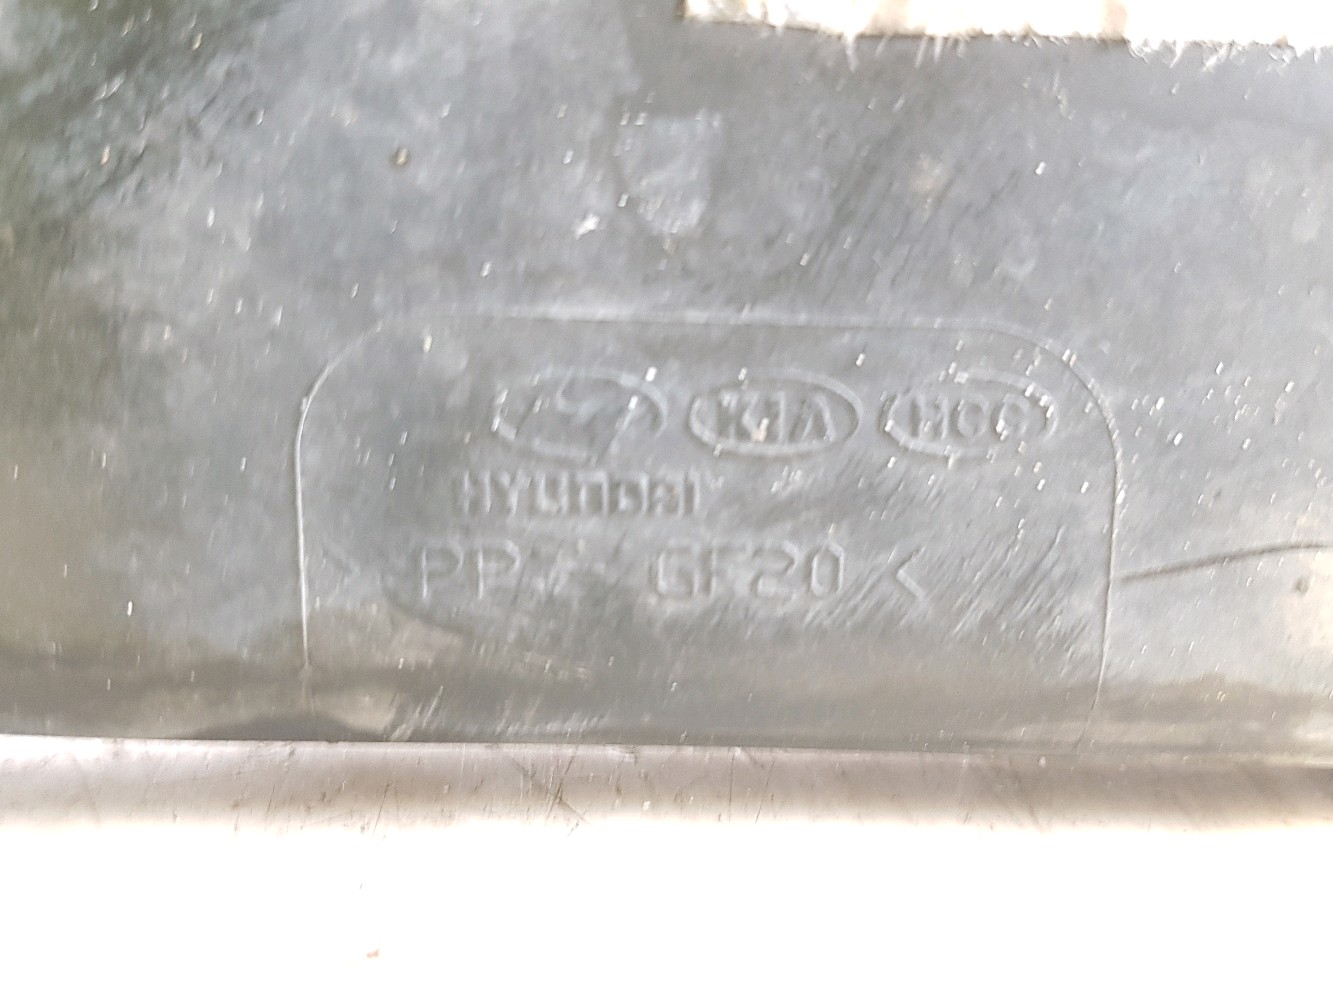 KIA HCC
HYUNDAI
> PP - GF20 <